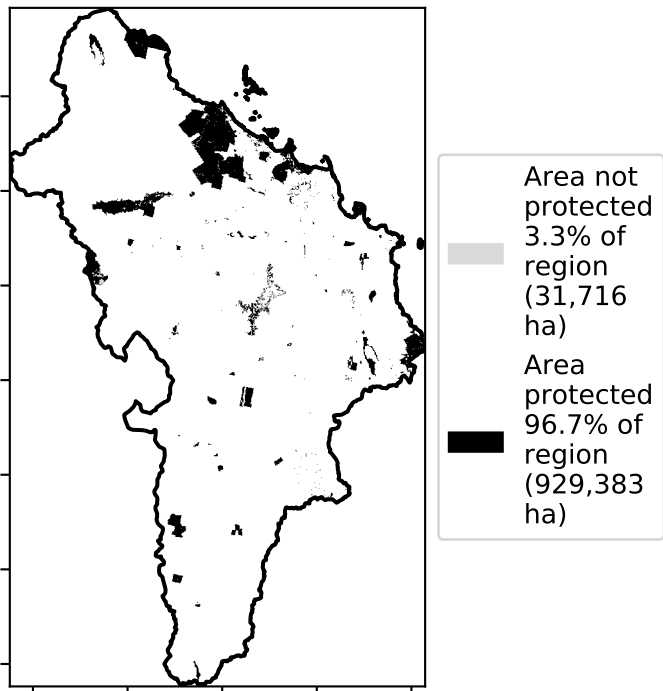 Area not
protected
3.3% of
region
(31,716
ha)
Area
protected
96.7% of
region
(929,383
ha)